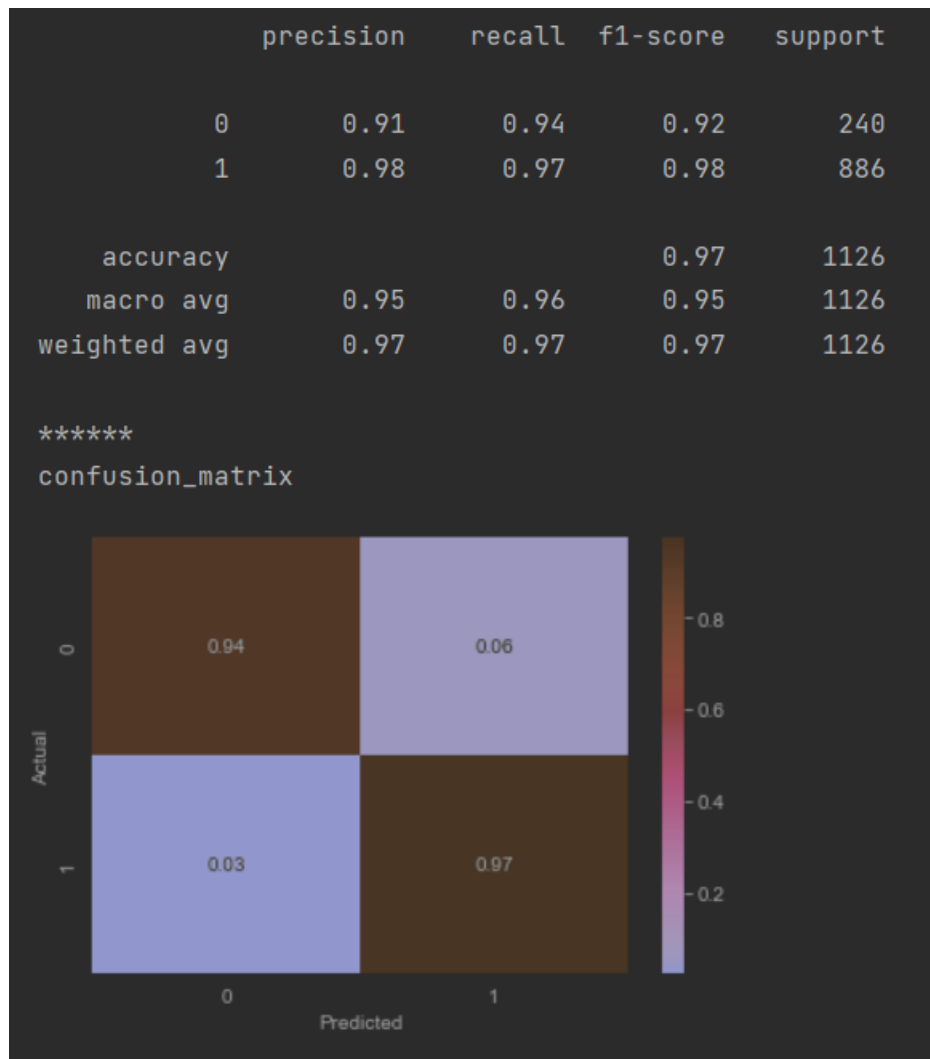 precision recall f1-score support
0 0.91 0.94 0.92 240
1 0.98 0.97 0.98 886
accuracy 0.97 1126
macro avg 0.95 0.96 0.95 1126
weighted avg 0.97 0.97 0.97 1126
******
confusion_matrix
0 0.94 0.06
Actual
1 0.03 0.97
0 1
Predicted
0.8
0.6
0.4
0.2